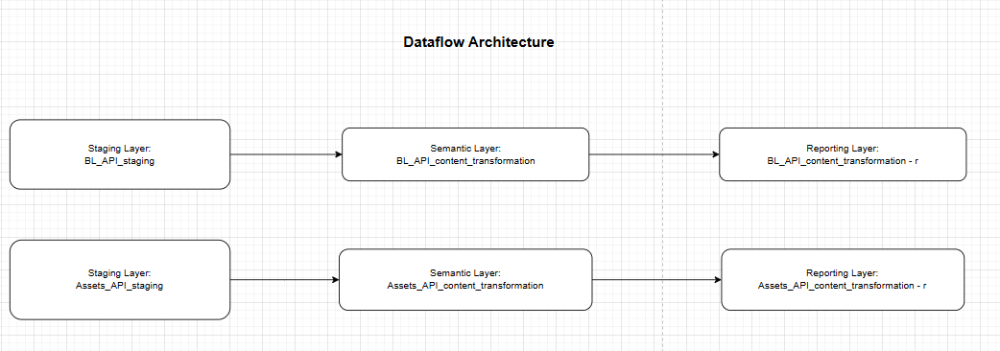 Dataflow Architecture
Staging Layer:
BL_API_staging
Semantic Layer:
BL_API_content_transformation
Reporting Layer:
BL_API_content_transformation - r
Staging Layer:
Assets_API_staging
Semantic Layer:
Assets_API_content_transformation
Reporting Layer:
Assets_API_content_transformation - r